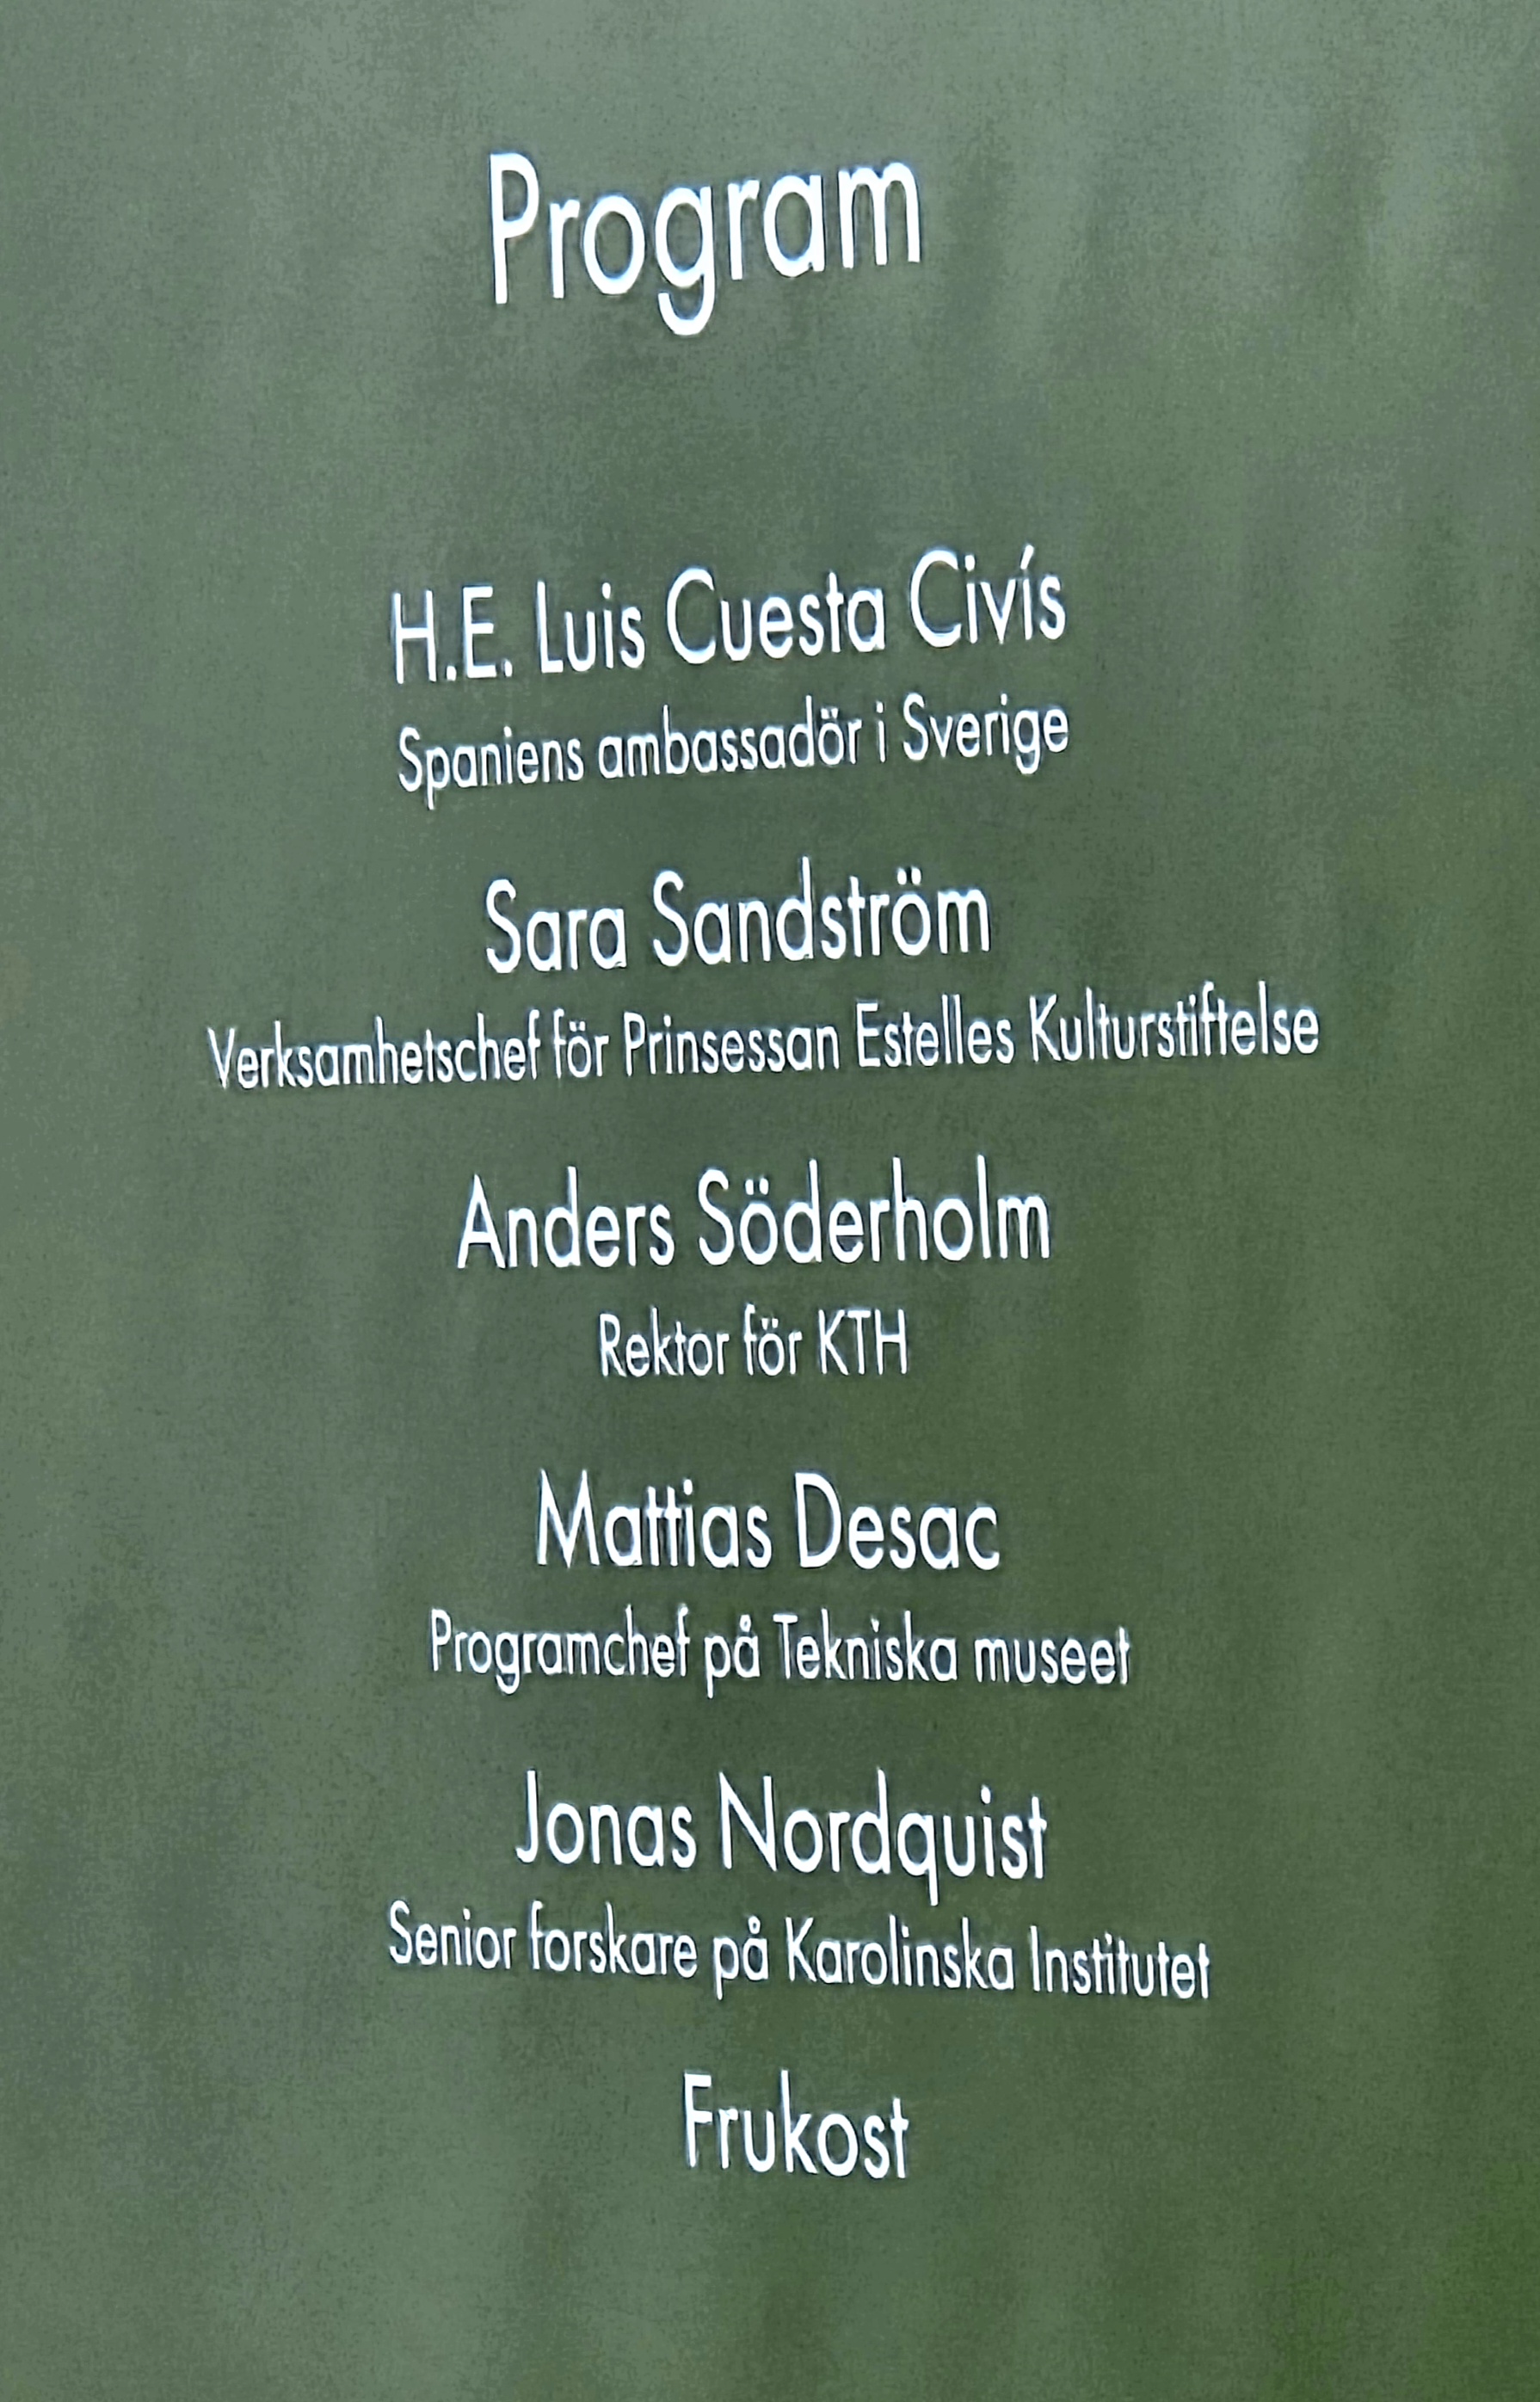 Program
H.E. Luis Cuesta Civís
Spaniens ambassadör i Sverige
Sara Sandström
Verksamhetschef för Prinsessan Estelles Kulturstiftelse
Anders Söderholm
Rektor för KTH
Mattias Desac
Programchef på Tekniska museet
Jonas Nordquist
Senior forskare på Karolinska Institutet
Frukost